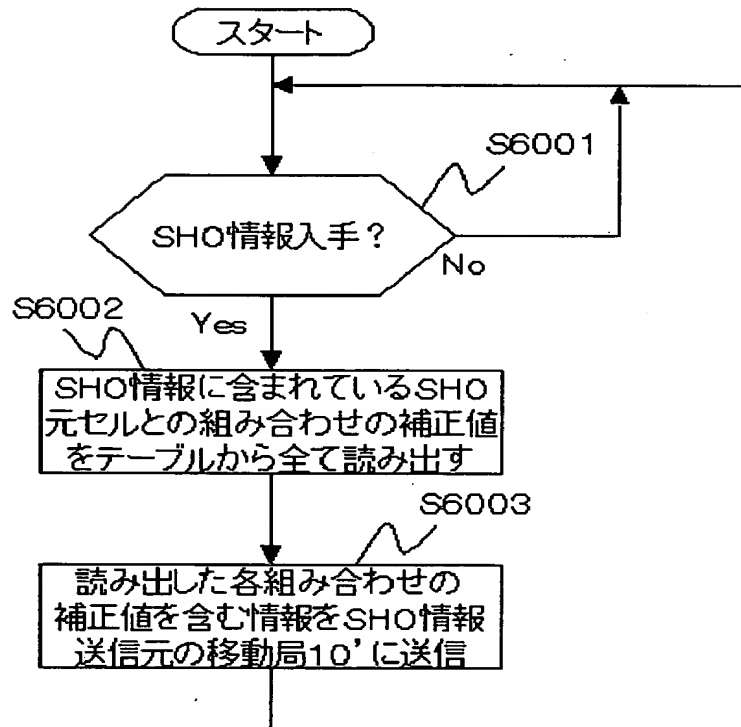 スタート
S6001
SHO情報入手?
No
Yes
S6002
SHO情報に含まれているSHO
元セルとの組み合わせの補正値
をテーブルから全て読み出す
S6003
読み出した各組み合わせの
補正値を含む情報をSHO情報
送信元の移動局10'に送信